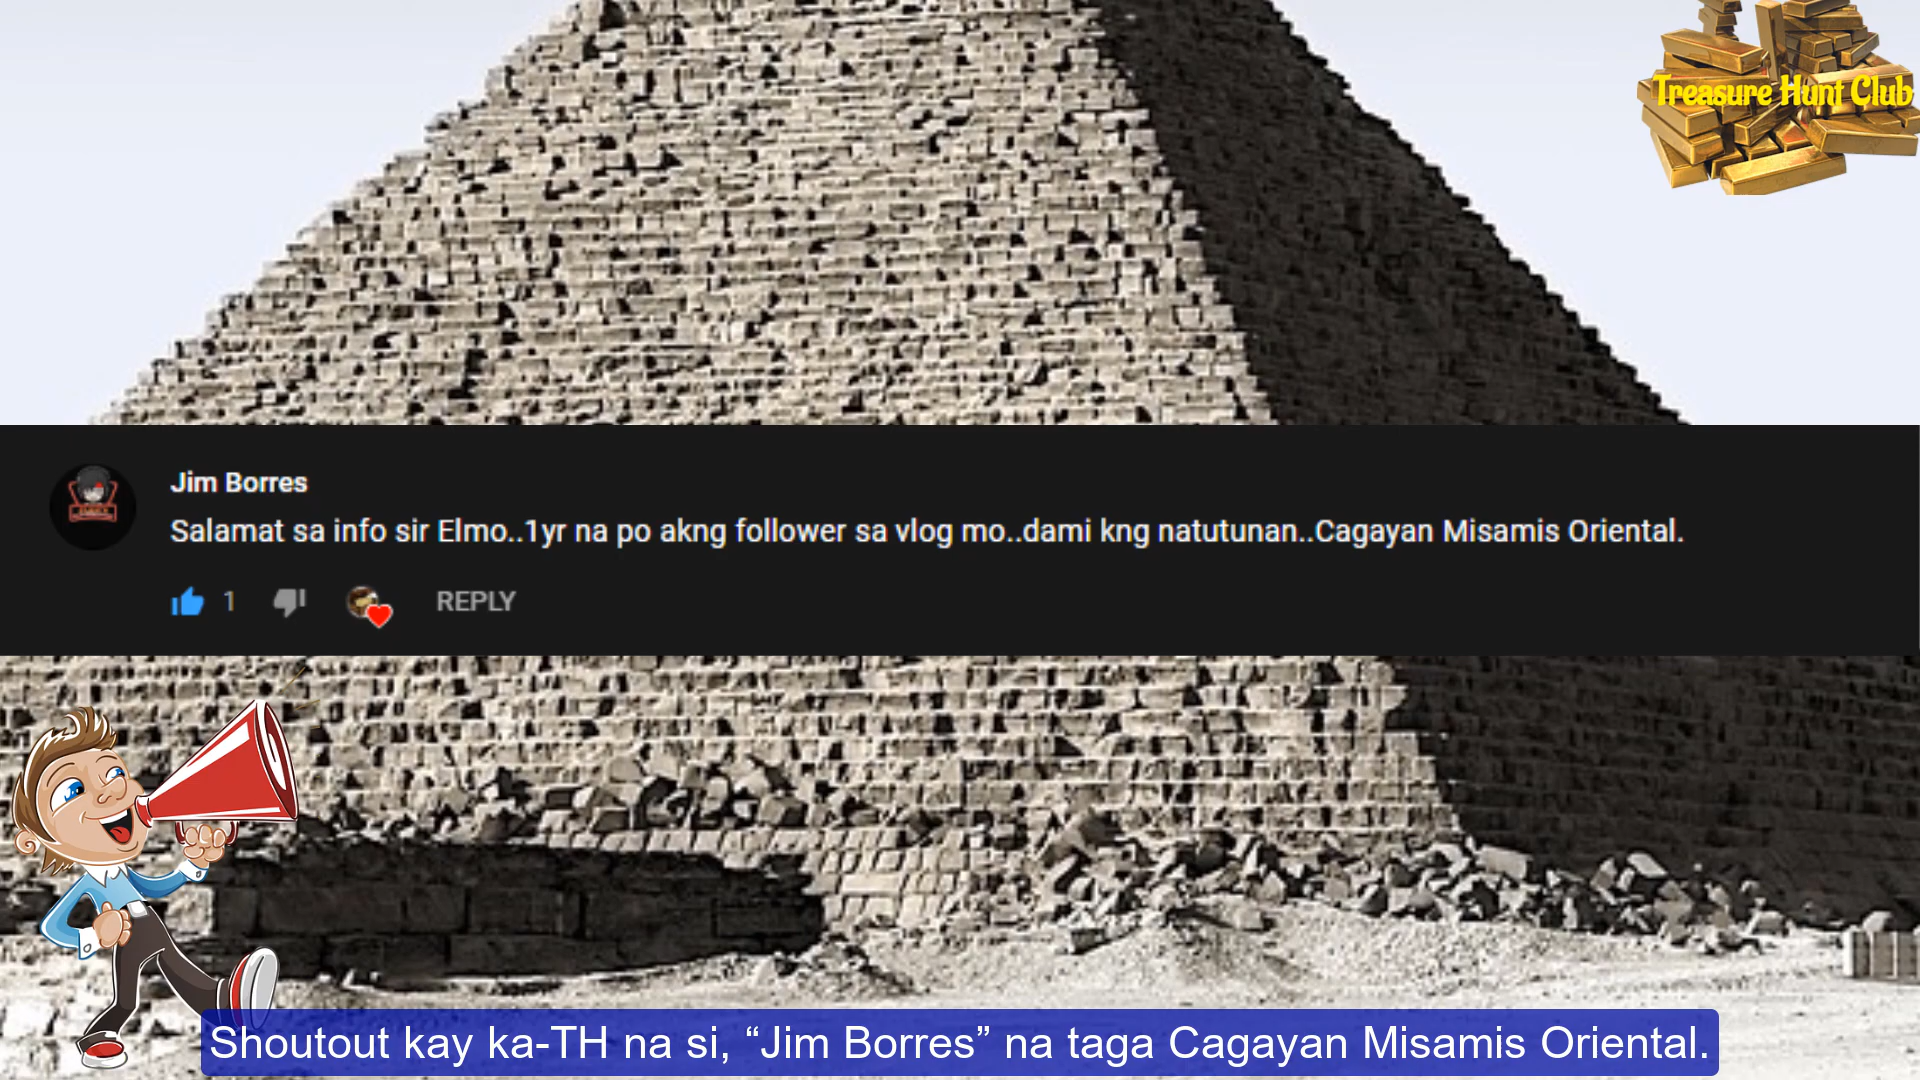 Treasure Hunt Club
Jim Borres
Salamat sa info sir Elmo..1yr na po akng follower sa vlog mo..dami kng natutunan..Cagayan Misamis Oriental.
1
REPLY
Shoutout kay ka-TH na si, “Jim Borres” na taga Cagayan Misamis Oriental.